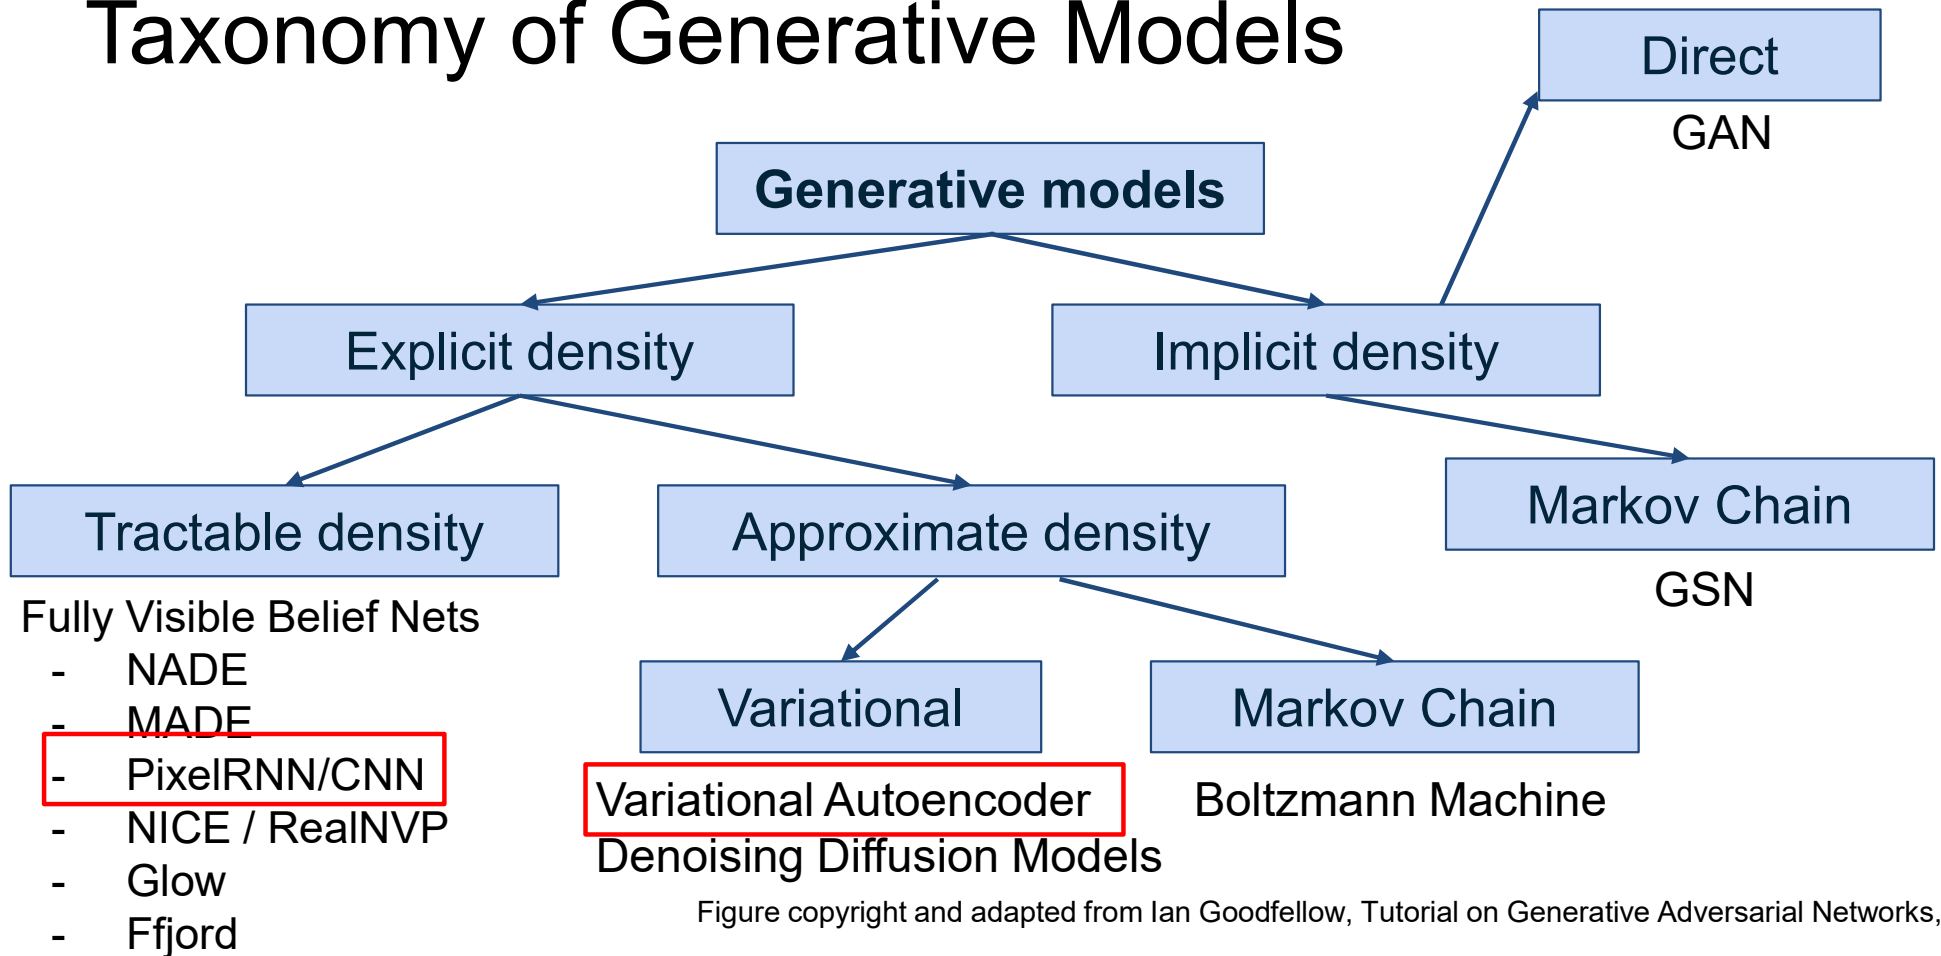 Taxonomy of Generative Models
Direct
GAN
Generative models
Explicit density
Implicit density
Tractable density
Approximate density
Markov Chain
GSN
Fully Visible Belief Nets
- NADE
- MADE
- PixelRNN/CNN
- NICE / RealNVP
- Glow
- Ffjord
Variational
Markov Chain
Variational Autoencoder
Denoising Diffusion Models
Boltzmann Machine
Figure copyright and adapted from Ian Goodfellow, Tutorial on Generative Adversarial Networks,